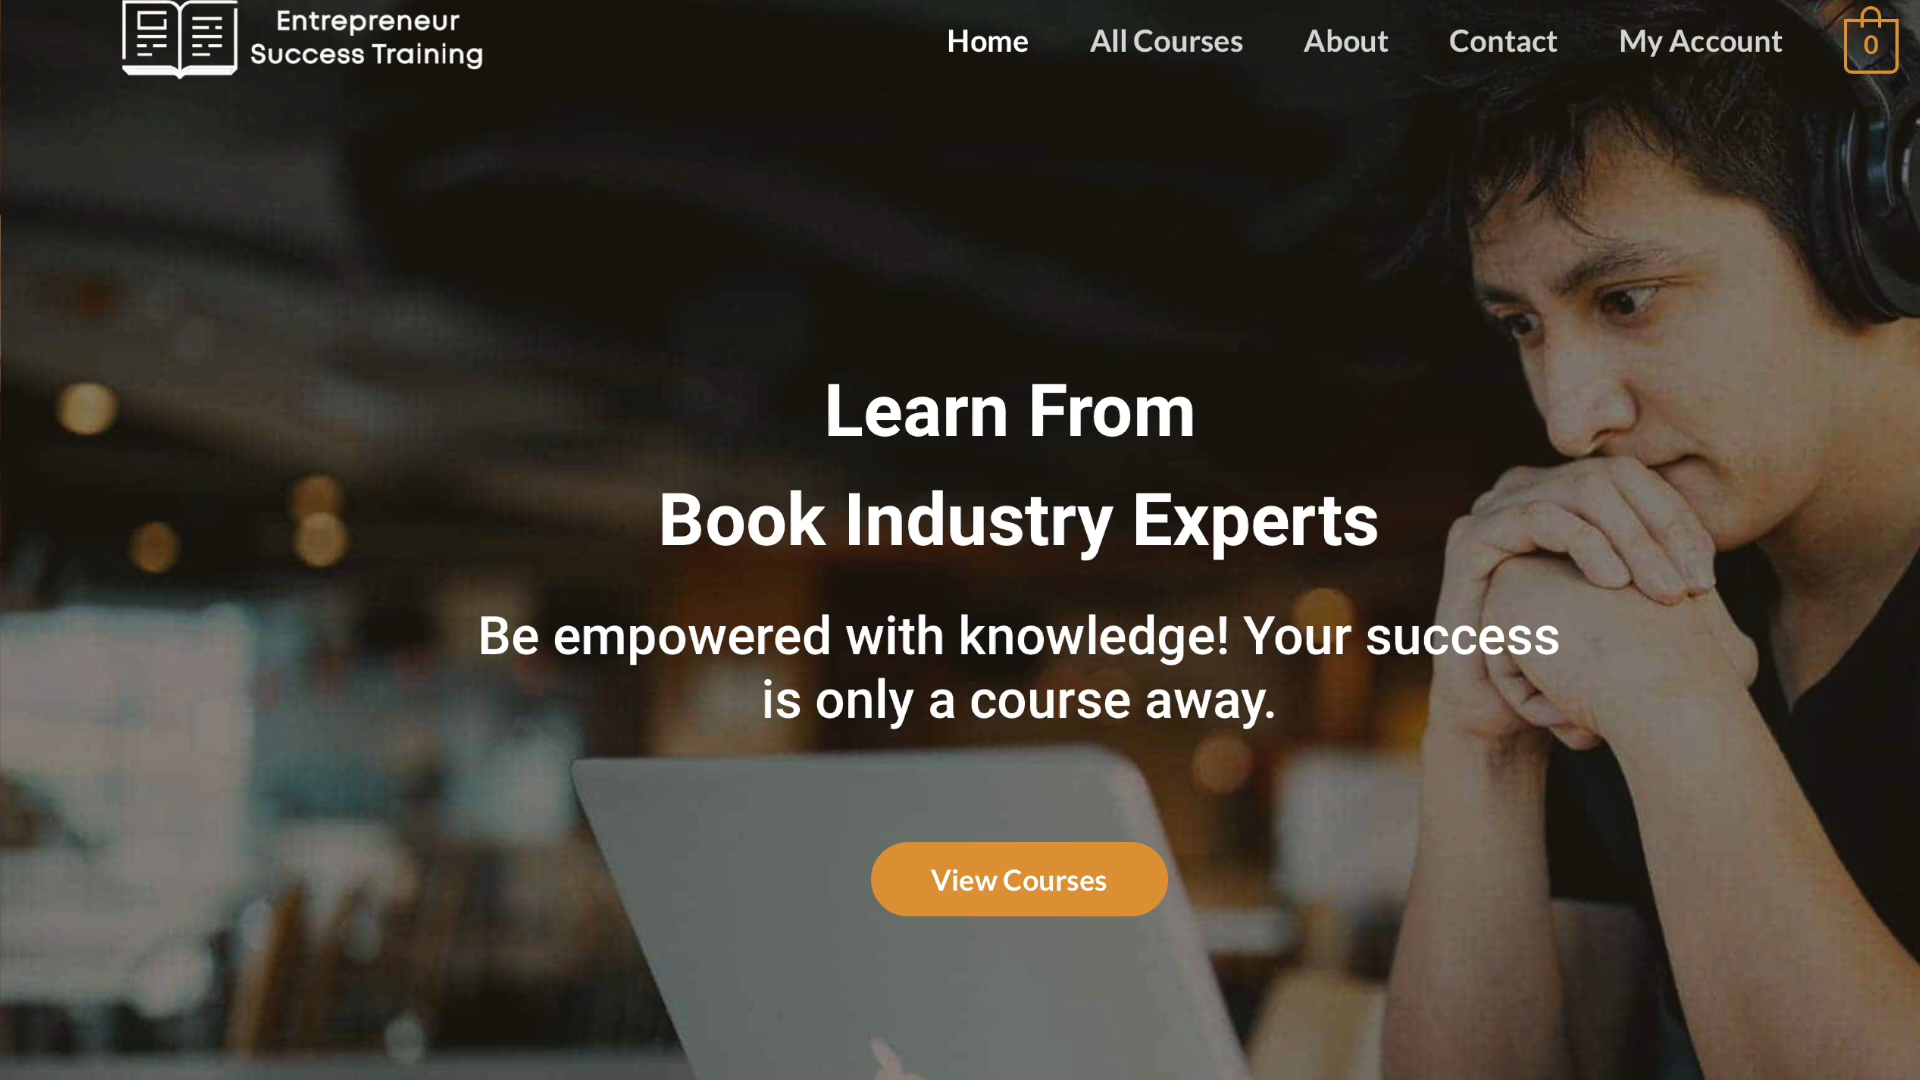 Entrepreneur
Success Training
Home
All Courses
About
Contact
My Account
0
Learn From
Book Industry Experts
Be empowered with knowledge! Your success
is only a course away.
View Courses